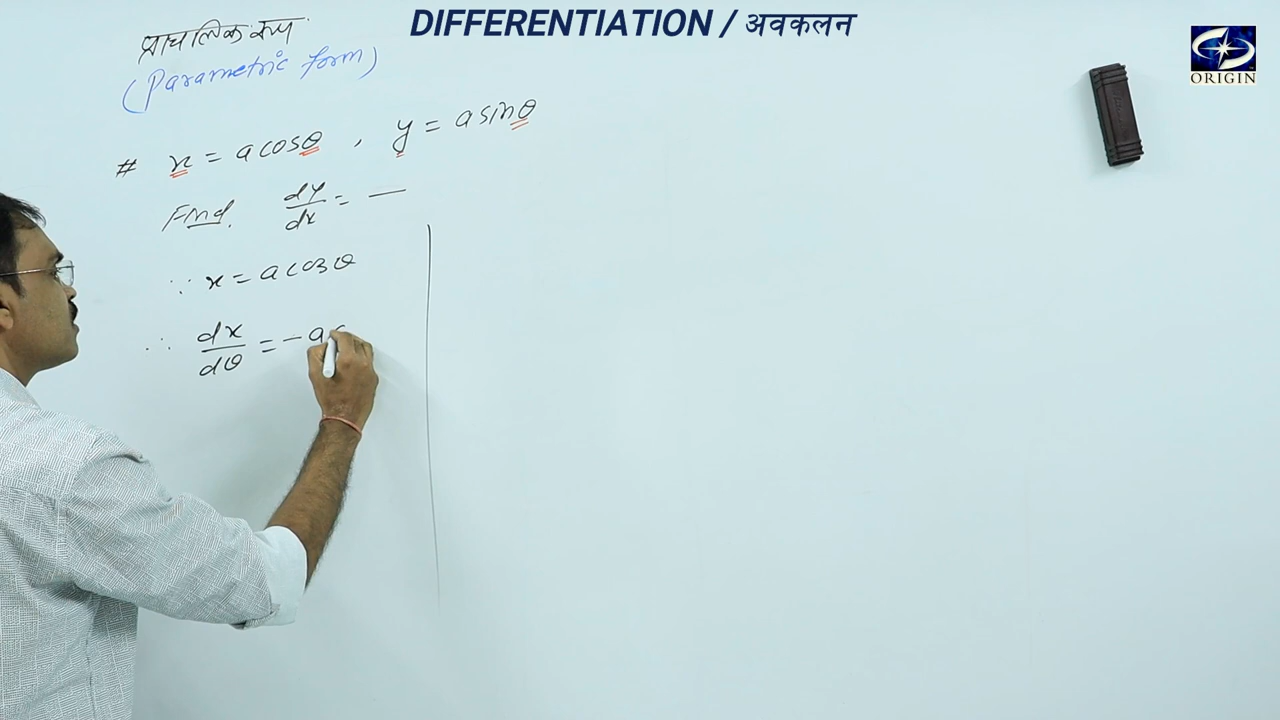 DIFFERENTIATION / अवकलन
ORIGIN
प्राचलिक रूप
(Parametric form)
# x = a cosθ , y = a sinθ
Find. dy/dx = —
∵ x = a cosθ
∴ dx/dθ = -a